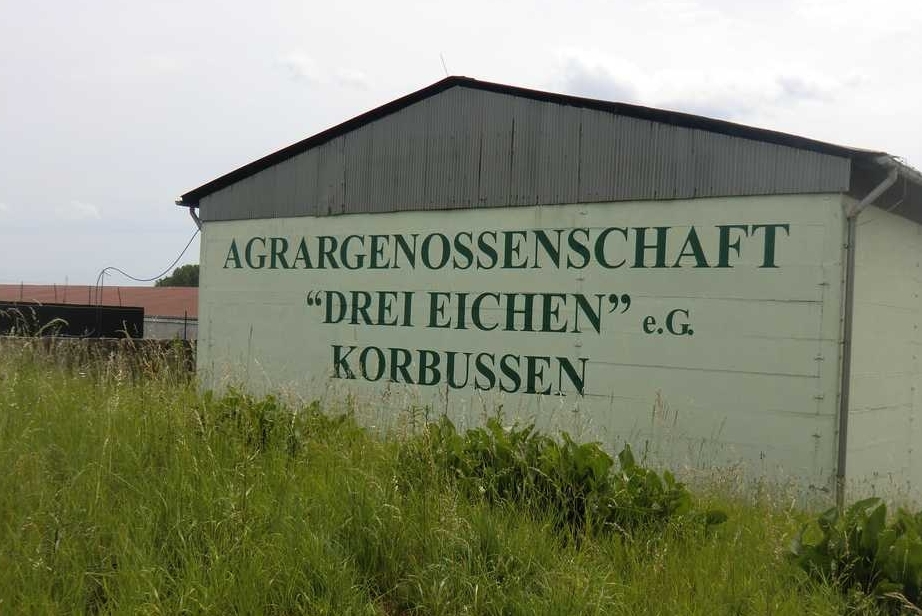 AGRARGENOSSENSCHAFT
“DREI EICHEN” e.G.
KORBUSSEN